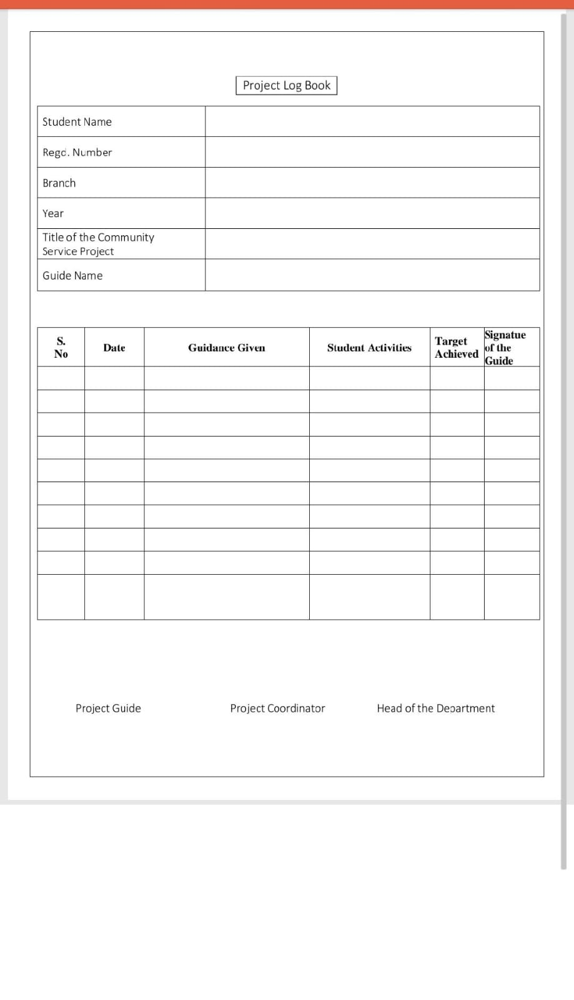 Project Log Book
Student Name
Regd. Number
Branch
Year
Title of the Community
Service Project
Guide Name
S. No
Date
Guidance Given
Student Activities
Target Achieved
Signatue of the Guide
Project Guide
Project Coordinator
Head of the Department